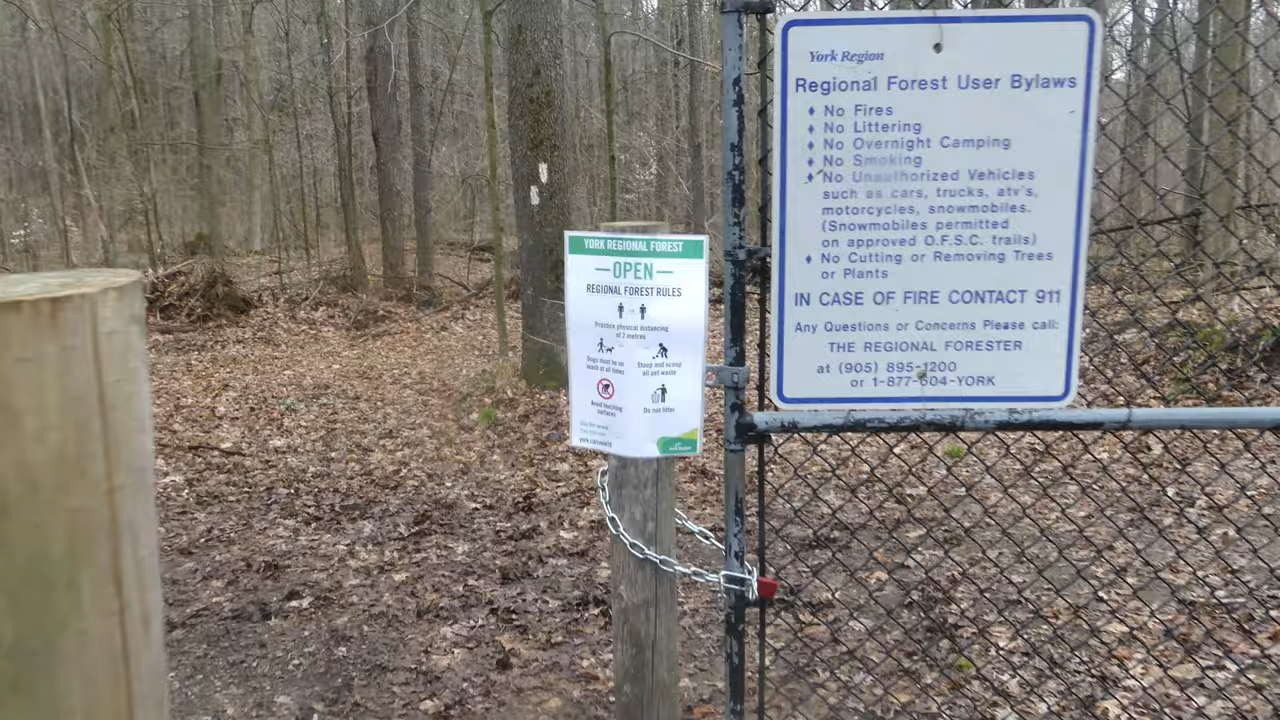 YORK REGIONAL FOREST
OPEN
REGIONAL FOREST RULES
Practice physical distancing
of 2 metres
Dogs must be on
leash at all times
Stoop and scoop
all pet waste
Avoid touching
surfaces
Do not litter
York Region
Regional Forest User Bylaws
No Fires
No Littering
No Overnight Camping
No Smoking
No Unauthorized Vehicles
such as cars, trucks, atv's,
motorcycles, snowmobiles.
(Snowmobiles permitted
on approved O.F.S.C. trails)
No Cutting or Removing Trees
or Plants
IN CASE OF FIRE CONTACT 911
Any Questions or Concerns Please call:
THE REGIONAL FORESTER
at (905) 895-1200
or 1-877-604-YORK